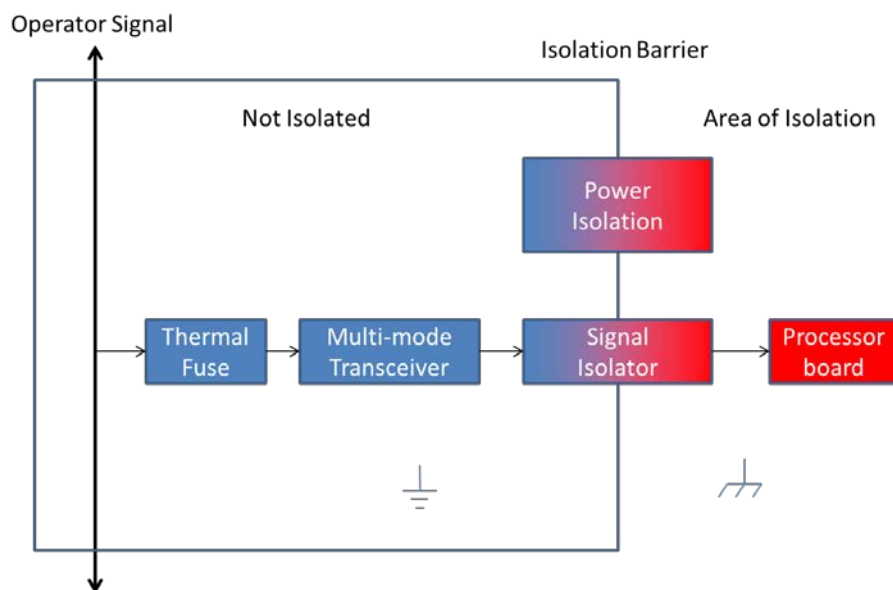 Operator Signal
Isolation Barrier
Not Isolated
Area of Isolation
Power
Isolation
Thermal
Fuse
Multi-mode
Transceiver
Signal
Isolator
Processor
board